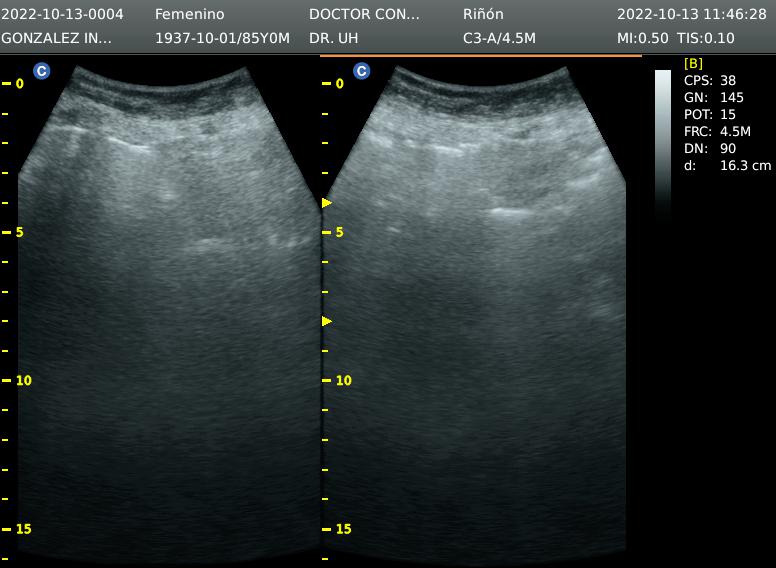 2022-10-13-0004 Femenino DOCTOR CON... Riñón 2022-10-13 11:46:28
GONZALEZ IN... 1937-10-01/85Y0M DR. UH C3-A/4.5M MI:0.50 TIS:0.10
C C [B]
0 0 CPS: 38
GN: 145
POT: 15
FRC: 4.5M
DN: 90
d: 16.3 cm
5 5
10 10
15 15